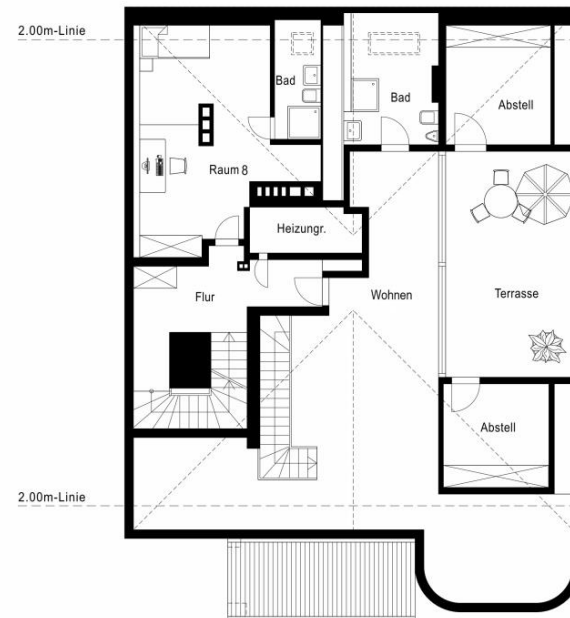 2.00m-Linie
Bad
Bad
Abstell
Raum 8
Heizungr.
Flur
Wohnen
Terrasse
Abstell
2.00m-Linie